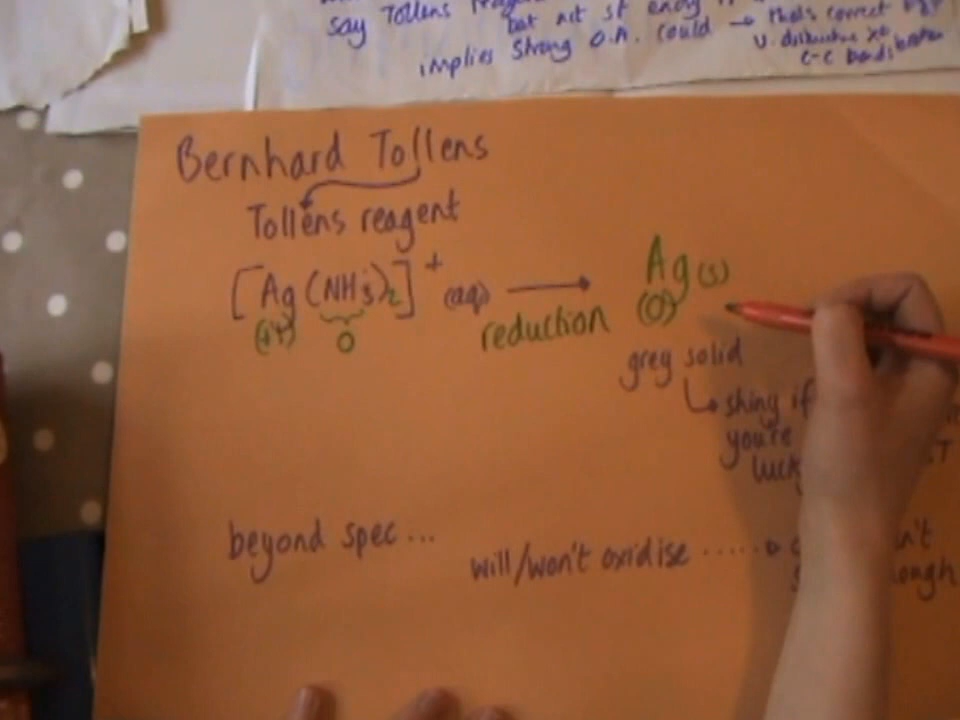 say Tollens
but not st
implies strong O.A. could → that's correct
C-C bonds
Bernhard Tollens
Tollens reagent
[Ag(NH3)2]+ (aq) → Ag(s)
(+1) 0 reduction (0)
grey solid
↳ shiny if
you're
luck
beyond spec...
will/won't oxidise